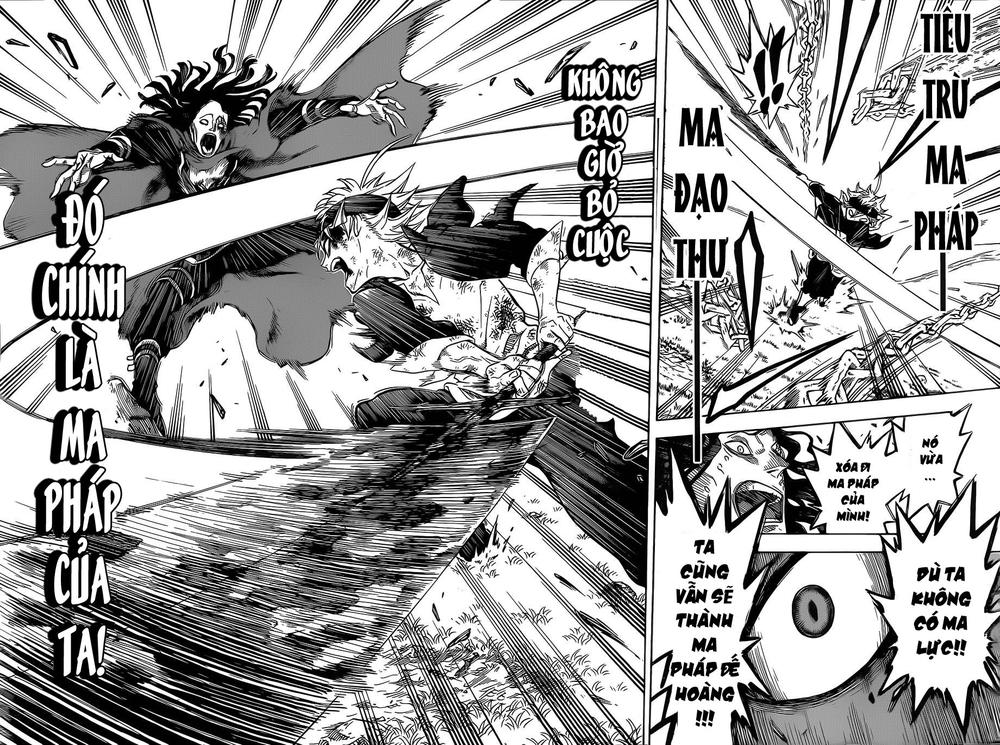 TIÊU
TRỪ
MA
PHÁP
!!
MA
ĐẠO
THƯ
NÓ
VỪA
...
XÓA ĐI
MA PHÁP
CỦA
MÌNH!
DÙ TA
KHÔNG
CÓ MA
LỰC!!
TA
CŨNG
VẪN SẼ
THÀNH
MA
PHÁP ĐẾ
HOÀNG
!!!
KHÔNG
BAO
GIỜ
BỎ
CUỘC
ĐÓ
CHÍNH
LÀ
MA
PHÁP
CỦA
TA!